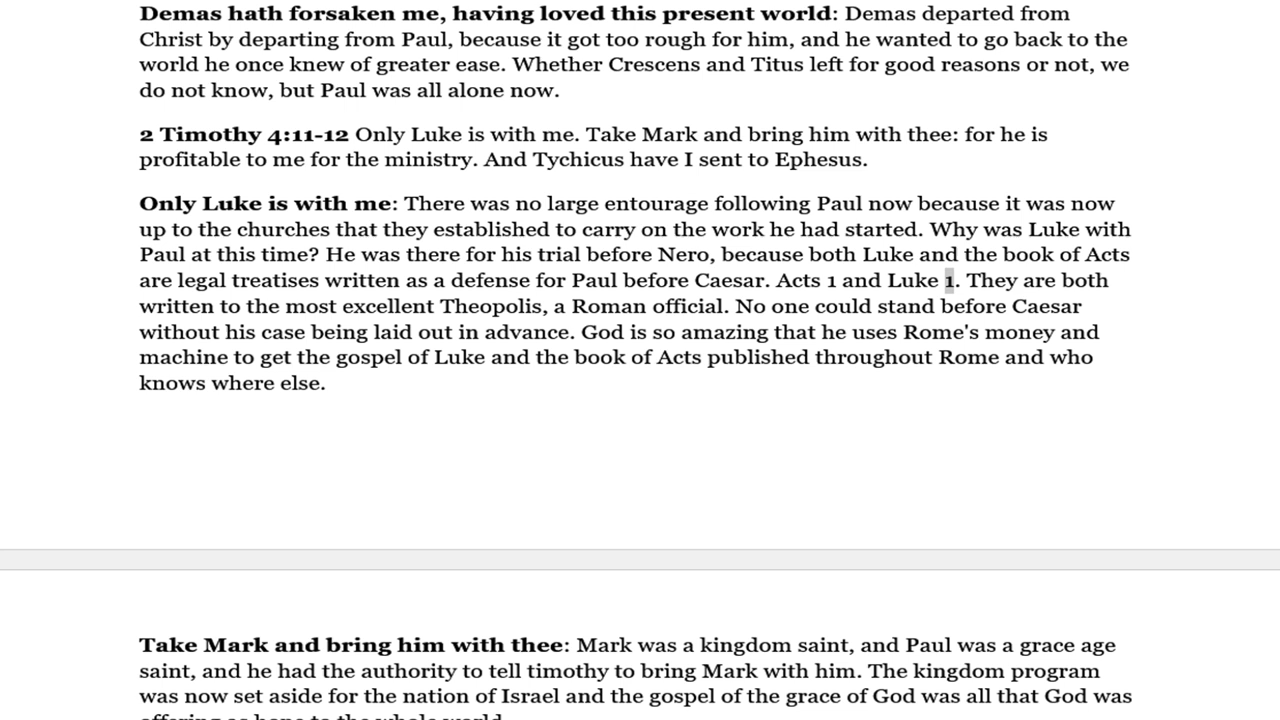 Demas hath forsaken me, having loved this present world: Demas departed from
Christ by departing from Paul, because it got too rough for him, and he wanted to go back to the
world he once knew of greater ease. Whether Crescens and Titus left for good reasons or not, we
do not know, but Paul was all alone now.
2 Timothy 4:11-12 Only Luke is with me. Take Mark and bring him with thee: for he is
profitable to me for the ministry. And Tychicus have I sent to Ephesus.
Only Luke is with me: There was no large entourage following Paul now because it was now
up to the churches that they established to carry on the work he had started. Why was Luke with
Paul at this time? He was there for his trial before Nero, because both Luke and the book of Acts
are legal treatises written as a defense for Paul before Caesar. Acts 1 and Luke 1. They are both
written to the most excellent Theopolis, a Roman official. No one could stand before Caesar
without his case being laid out in advance. God is so amazing that he uses Rome's money and
machine to get the gospel of Luke and the book of Acts published throughout Rome and who
knows where else.
Take Mark and bring him with thee: Mark was a kingdom saint, and Paul was a grace age
saint, and he had the authority to tell timothy to bring Mark with him. The kingdom program
was now set aside for the nation of Israel and the gospel of the grace of God was all that God was
offering as hope to the whole world.